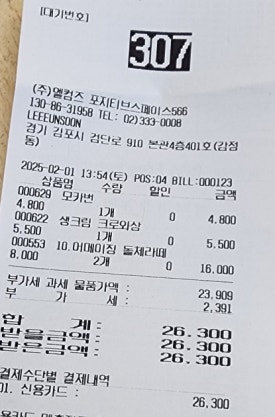 [대기번호]
307
(주)엘컴즈 포지티브스페이스566
130-86-31958 TEL: 02)333-0008
LEEEUNSOON
경기 김포시 검단로 910 본관4층401호(감정
동)
2025-02-01 13:54(토) POS:04 BILL:000123
상품명 수량 할인 금액
000629 모카번
4.800 1개 0 4.800
000622 생크림 크로와상
5.500 1개 0 5.500
000553 10.어메이징 돌체라떼
8.000 2개 0 16.000
부가세 과세 물품가액 : 23,909
부 가 세 : 2,391
합 계: 26.300
받을금액: 26.300
받은금액: 26.300
결제수단별 결제내역
01. 신용카드 : 26,300